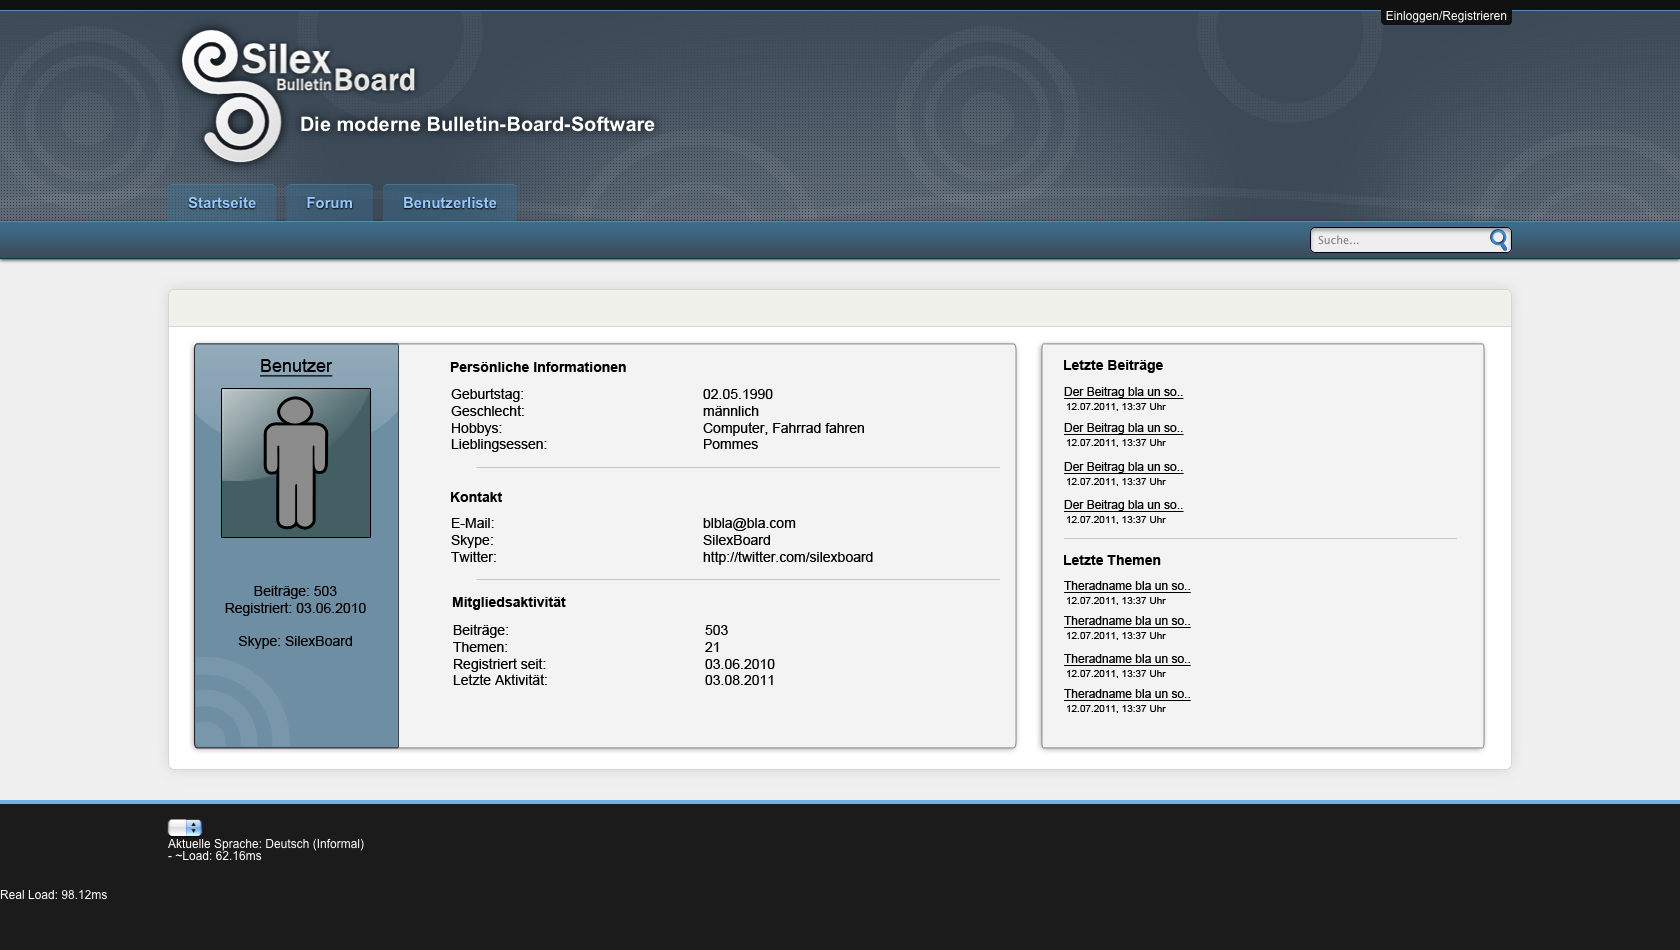 Einloggen/Registrieren
Silex
Bulletin Board
Die moderne Bulletin-Board-Software
Startseite Forum Benutzerliste
Suche...
Benutzer
Beiträge: 503
Registriert: 03.06.2010
Skype: SilexBoard
Persönliche Informationen
Geburtstag: 02.05.1990
Geschlecht: männlich
Hobbys: Computer, Fahrrad fahren
Lieblingsessen: Pommes
Kontakt
E-Mail: blbla@bla.com
Skype: SilexBoard
Twitter: http://twitter.com/silexboard
Mitgliedsaktivität
Beiträge: 503
Themen: 21
Registriert seit: 03.06.2010
Letzte Aktivität: 03.08.2011
Letzte Beiträge
Der Beitrag bla un so..
12.07.2011, 13:37 Uhr
Der Beitrag bla un so..
12.07.2011, 13:37 Uhr
Der Beitrag bla un so..
12.07.2011, 13:37 Uhr
Der Beitrag bla un so..
12.07.2011, 13:37 Uhr
Letzte Themen
Theradname bla un so..
12.07.2011, 13:37 Uhr
Theradname bla un so..
12.07.2011, 13:37 Uhr
Theradname bla un so..
12.07.2011, 13:37 Uhr
Theradname bla un so..
12.07.2011, 13:37 Uhr
Aktuelle Sprache: Deutsch (Informal)
- ~Load: 62.16ms
Real Load: 98.12ms